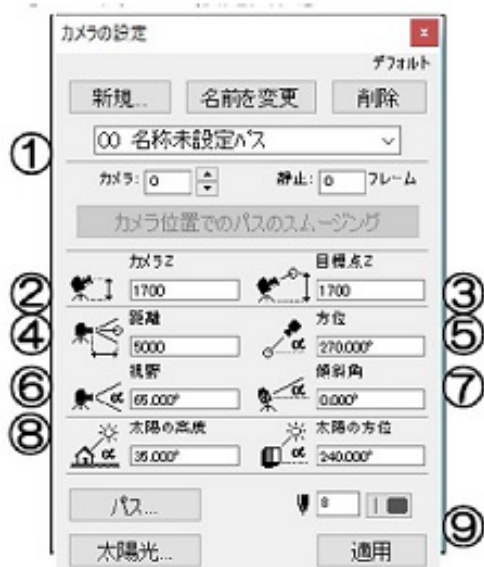 カメラの設定
デフォルト
新規... 名前を変更 削除
① 00 名称未設定パス
カメラ: 0 静止: 0 フレーム
カメラ位置でのパスのスムージング
カメラZ 目標点Z
② 1700 1700 ③
距離 方位
④ 5000 α 270.000° ⑤
視野 傾斜角
⑥ α 65.000° α 0.000° ⑦
⑧ 太陽の高度 太陽の方位
α 35.000° α 240.000°
パス... 8
⑨
太陽光... 適用